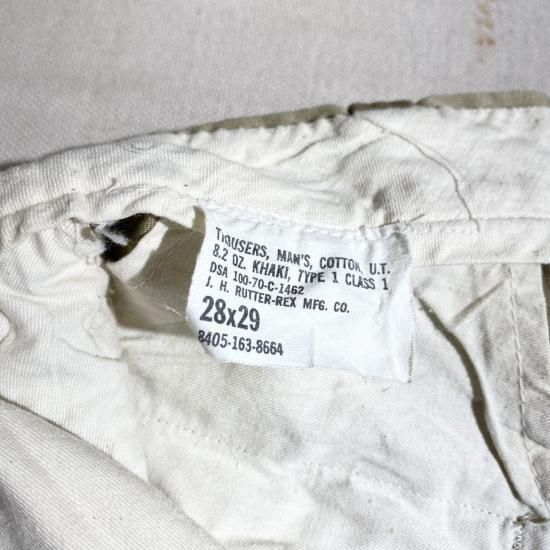 TROUSERS, MAN'S, COTTON, U.T.
8.2 OZ. KHAKI, TYPE 1 CLASS 1
DSA 100-70-C-1462
J. H. RUTTER-REX MFG. CO.
28x29
8405-163-8664